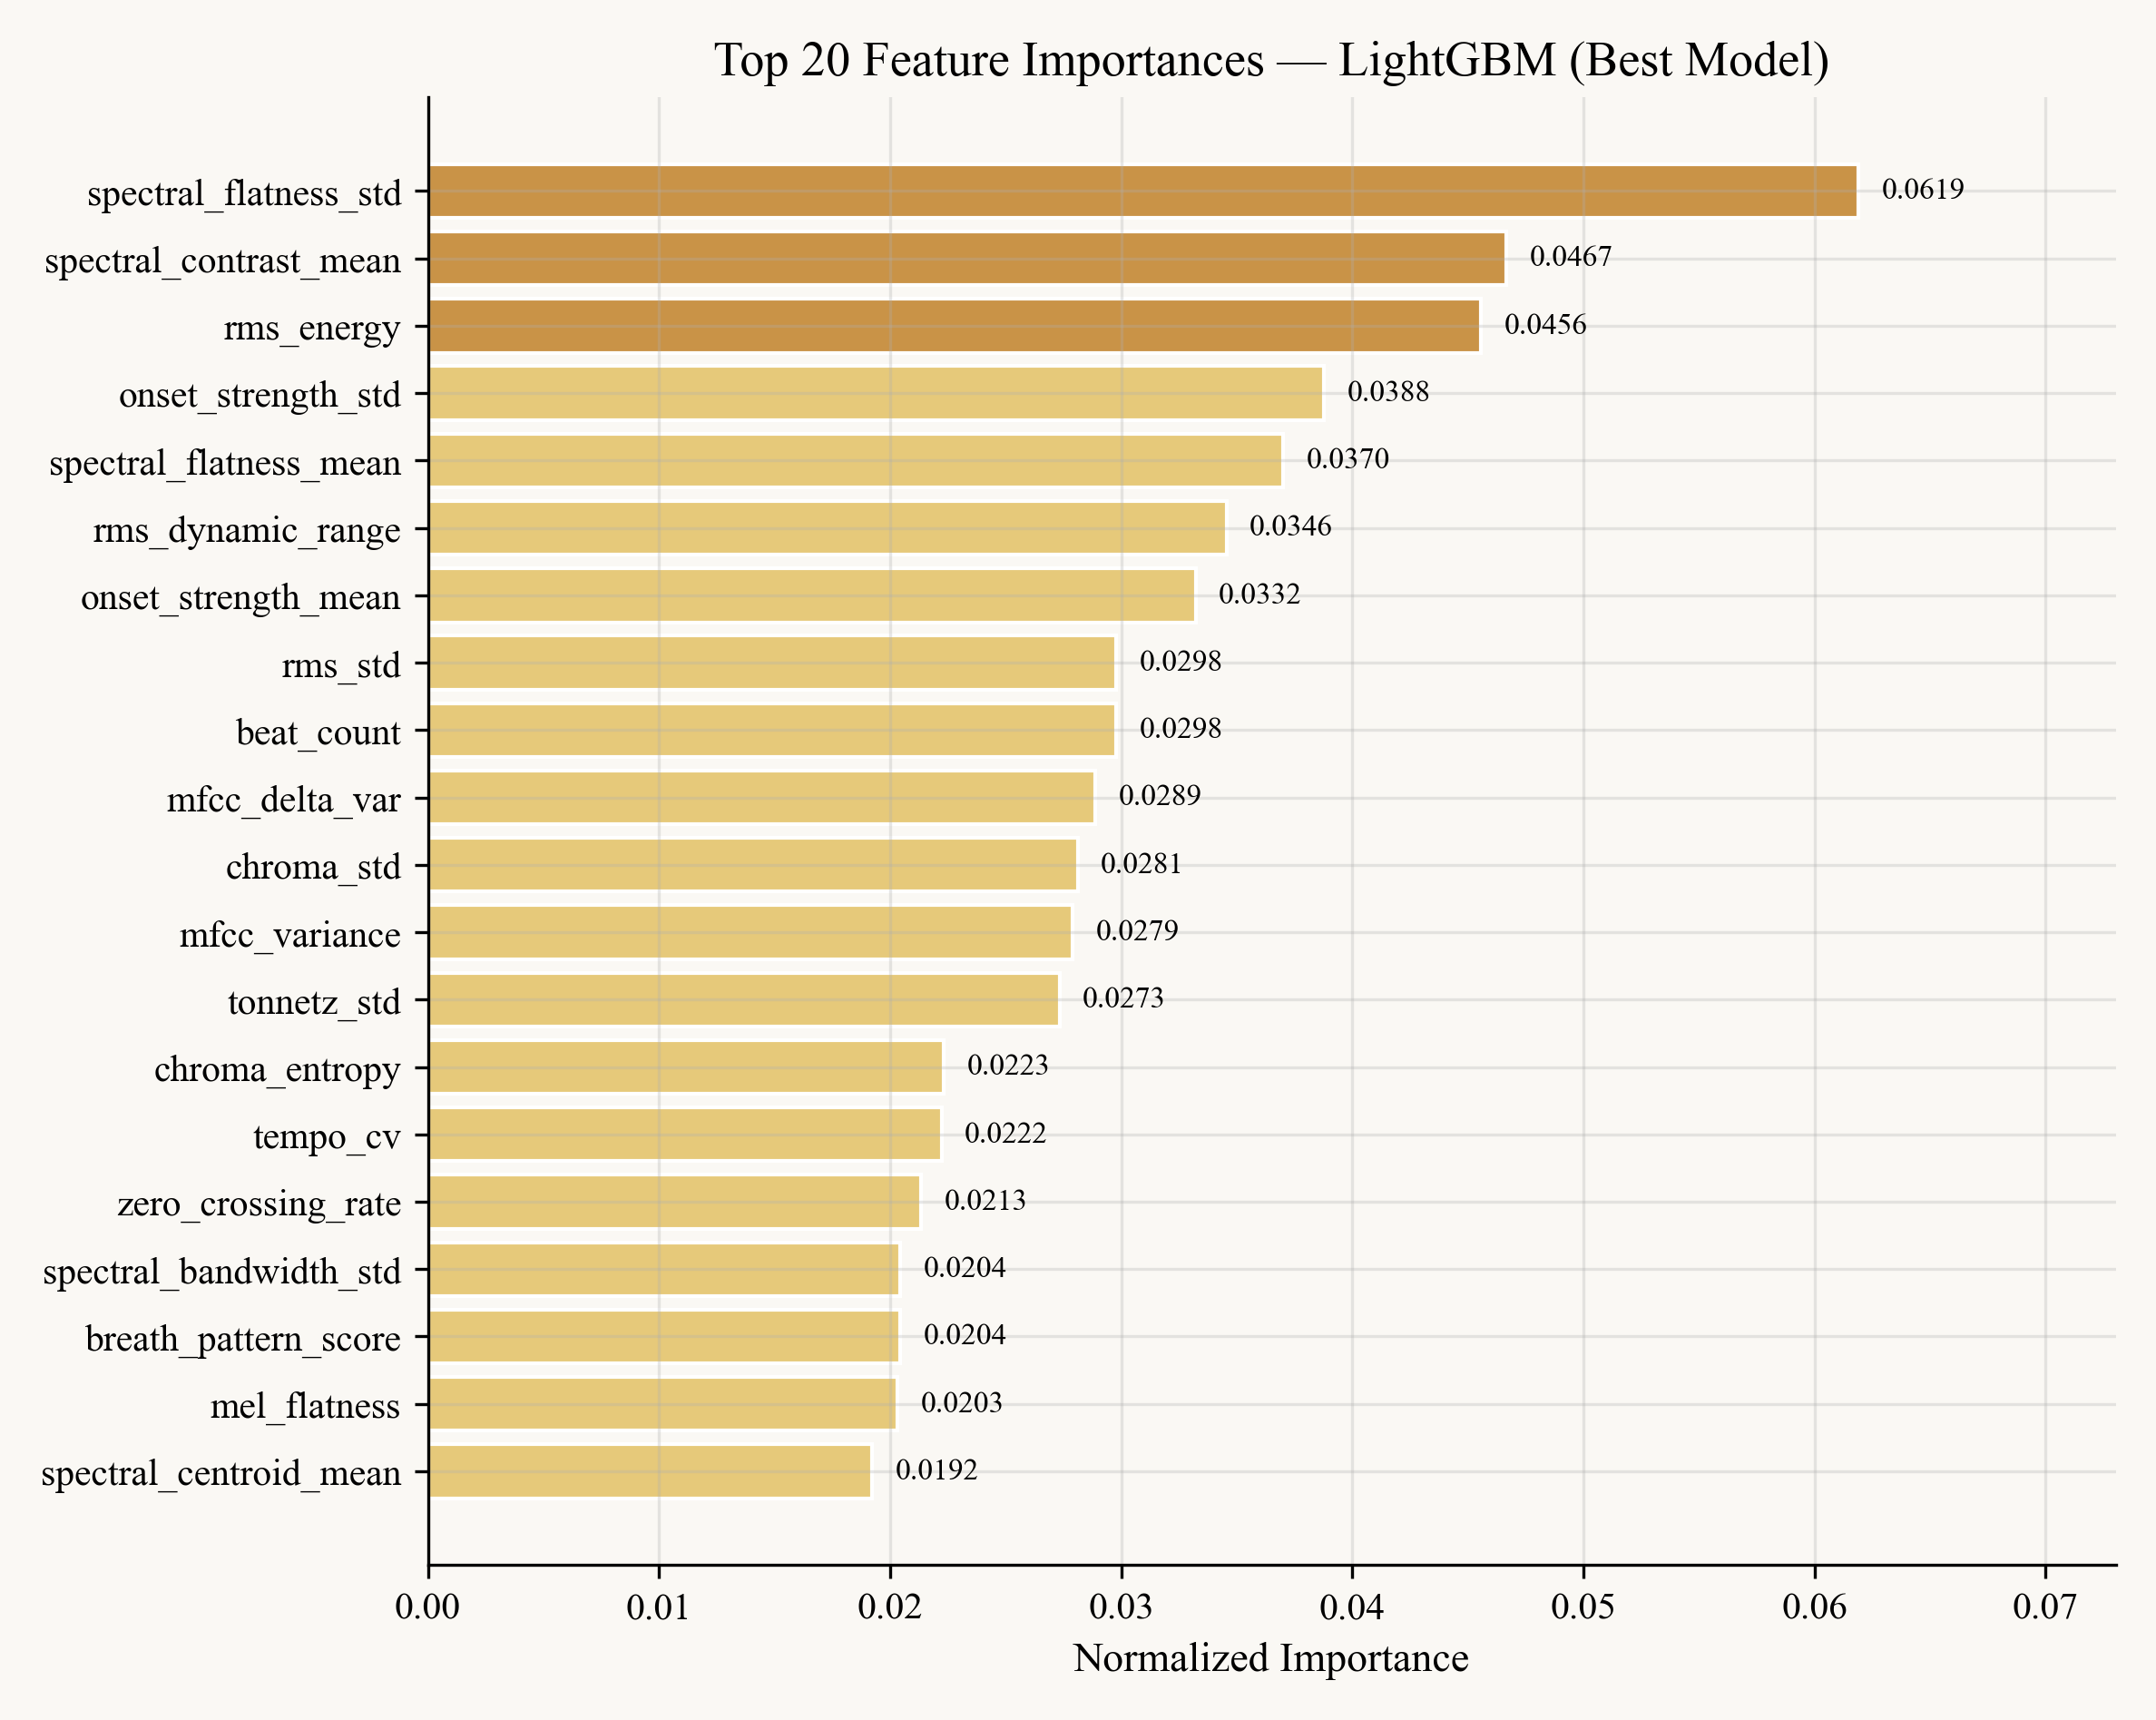 Top 20 Feature Importances — LightGBM (Best Model)
spectral_flatness_std 0.0619
spectral_contrast_mean 0.0467
rms_energy 0.0456
onset_strength_std 0.0388
spectral_flatness_mean 0.0370
rms_dynamic_range 0.0346
onset_strength_mean 0.0332
rms_std 0.0298
beat_count 0.0298
mfcc_delta_var 0.0289
chroma_std 0.0281
mfcc_variance 0.0279
tonnetz_std 0.0273
chroma_entropy 0.0223
tempo_cv 0.0222
zero_crossing_rate 0.0213
spectral_bandwidth_std 0.0204
breath_pattern_score 0.0204
mel_flatness 0.0203
spectral_centroid_mean 0.0192
0.00 0.01 0.02 0.03 0.04 0.05 0.06 0.07
Normalized Importance